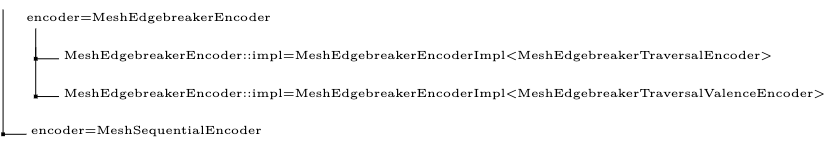 encoder=MeshEdgebreakerEncoder
MeshEdgebreakerEncoder::impl=MeshEdgebreakerEncoderImpl<MeshEdgebreakerTraversalEncoder>
MeshEdgebreakerEncoder::impl=MeshEdgebreakerEncoderImpl<MeshEdgebreakerTraversalValenceEncoder>
encoder=MeshSequentialEncoder